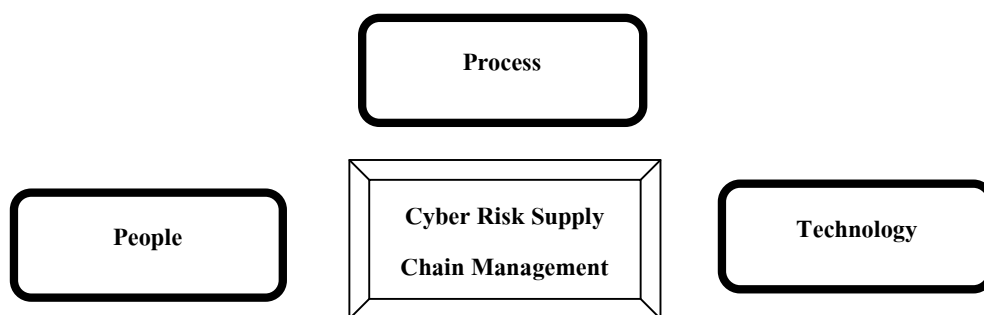 Process
People
Cyber Risk Supply
Chain Management
Technology